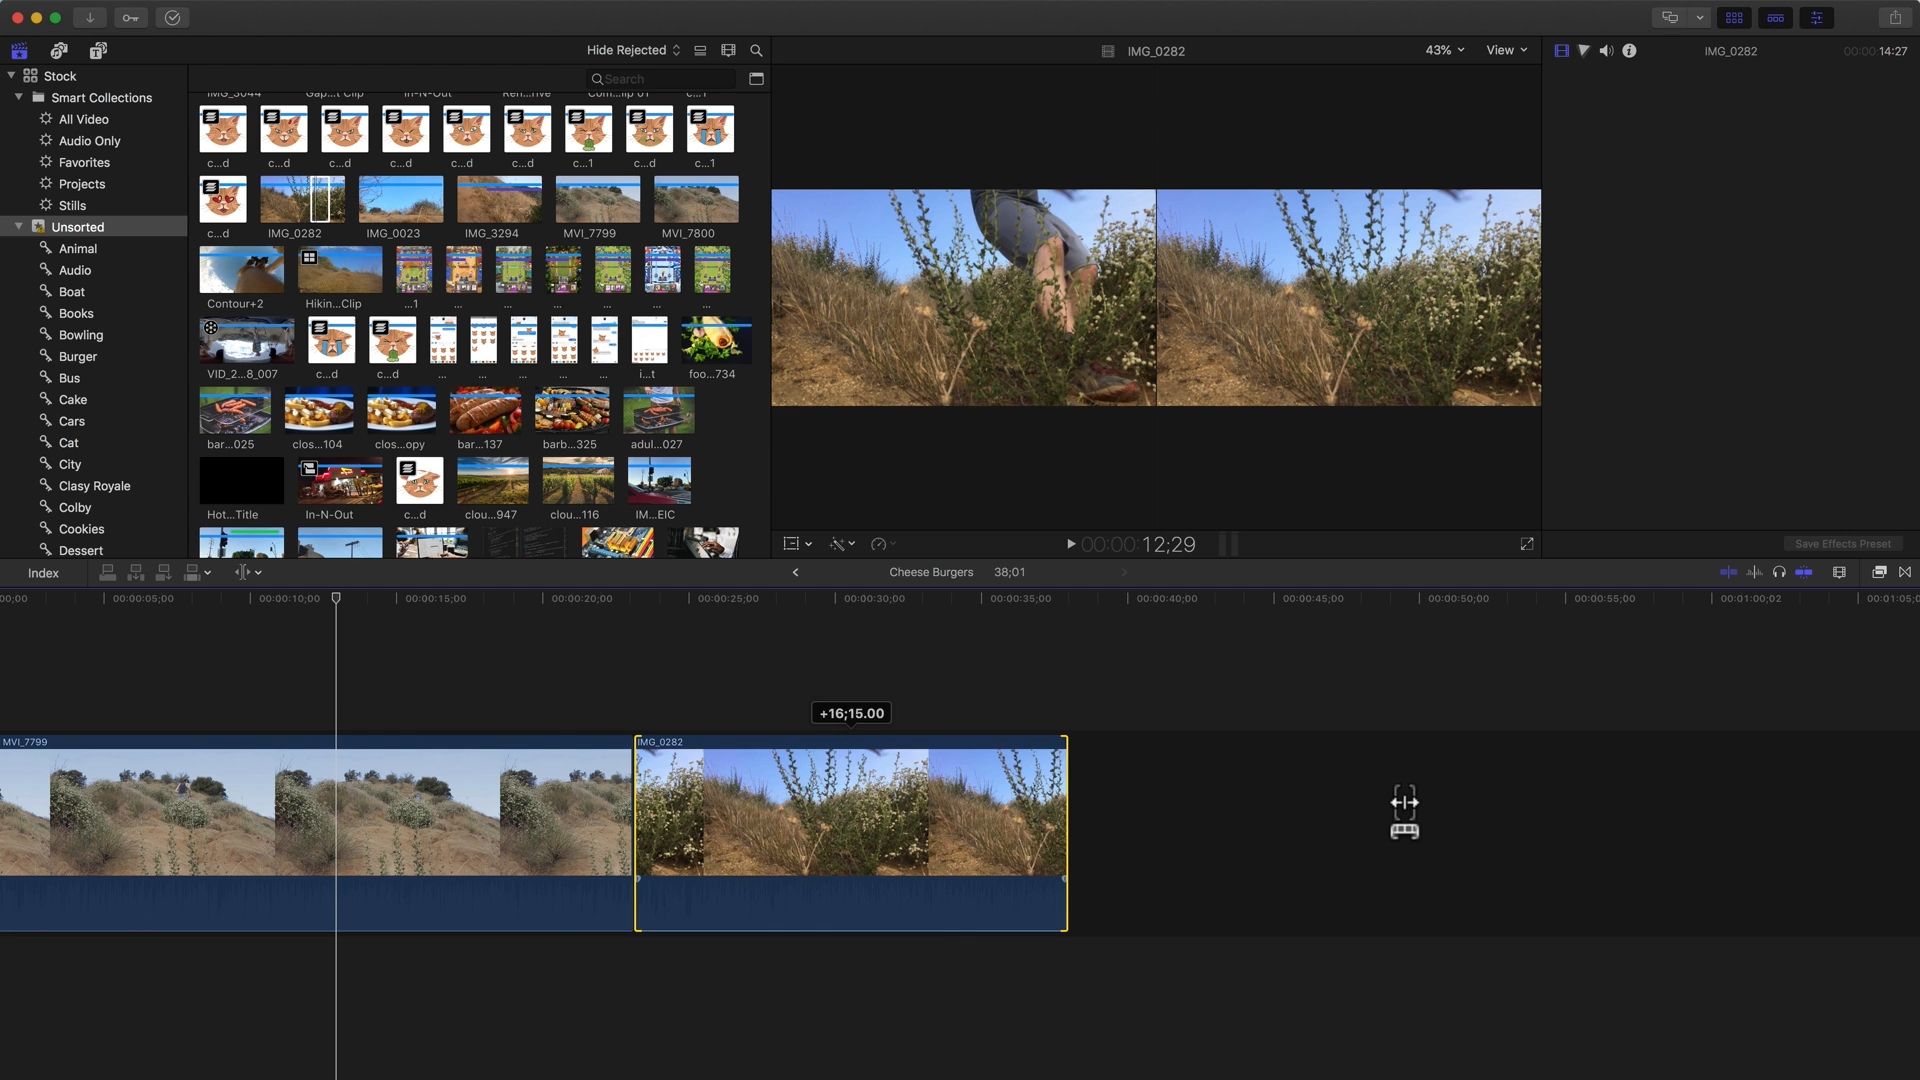 Hide Rejected
IMG_0282
43%
View
IMG_0282
00:00:14:27
Search
Stock
Smart Collections
All Video
Audio Only
Favorites
Projects
Stills
Unsorted
Animal
Audio
Boat
Books
Bowling
Burger
Bus
Cake
Cars
Cat
City
Clasy Royale
Colby
Cookies
Dessert
c...d c...d c...d c...d c...d c...d c...1 c...d c...1
c...d IMG_0282 IMG_0023 IMG_3294 MVI_7799 MVI_7800
Contour+2 Hikin...Clip ...1 ... ... ... ... ... ...
VID_2...8_007 c...d c...d ... ... ... ... ... i...t foo...734
bar...025 clos...104 clos...opy bar...137 barb...325 adul...027
Hot...Title In-N-Out c...d clou...947 clou...116 IM...EIC
00:00:12;29
Save Effects Preset
Index
Cheese Burgers 38;01
00;00 00:00:05;00 00:00:10;00 00:00:15;00 00:00:20;00 00:00:25;00 00:00:30;00 00:00:35;00 00:00:40;00 00:00:45;00 00:00:50;00 00:00:55;00 00:01:00;02 00:01:05;0
+16;15.00
MVI_7799
IMG_0282